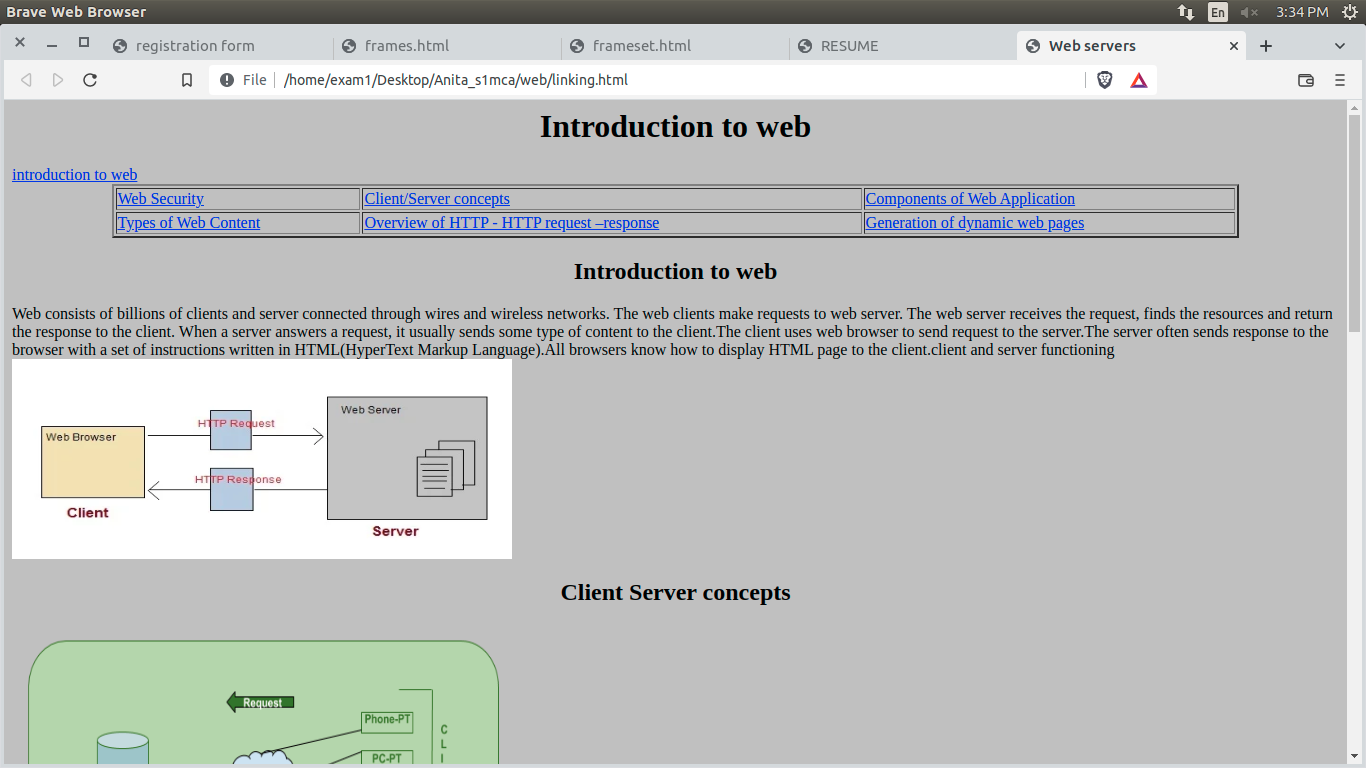 Brave Web Browser
En
3:34 PM
registration form
frames.html
frameset.html
RESUME
Web servers
File
/home/exam1/Desktop/Anita_s1mca/web/linking.html
Introduction to web
introduction to web
Web Security Client/Server concepts Components of Web Application
Types of Web Content Overview of HTTP - HTTP request –response Generation of dynamic web pages
Introduction to web
Web consists of billions of clients and server connected through wires and wireless networks. The web clients make requests to web server. The web server receives the request, finds the resources and return
the response to the client. When a server answers a request, it usually sends some type of content to the client.The client uses web browser to send request to the server.The server often sends response to the
browser with a set of instructions written in HTML(HyperText Markup Language).All browsers know how to display HTML page to the client.client and server functioning
Web Server
HTTP Request
Web Browser
HTTP Response
Client
Server
Client Server concepts
Request
Phone-PT
PC-PT
C
L
I